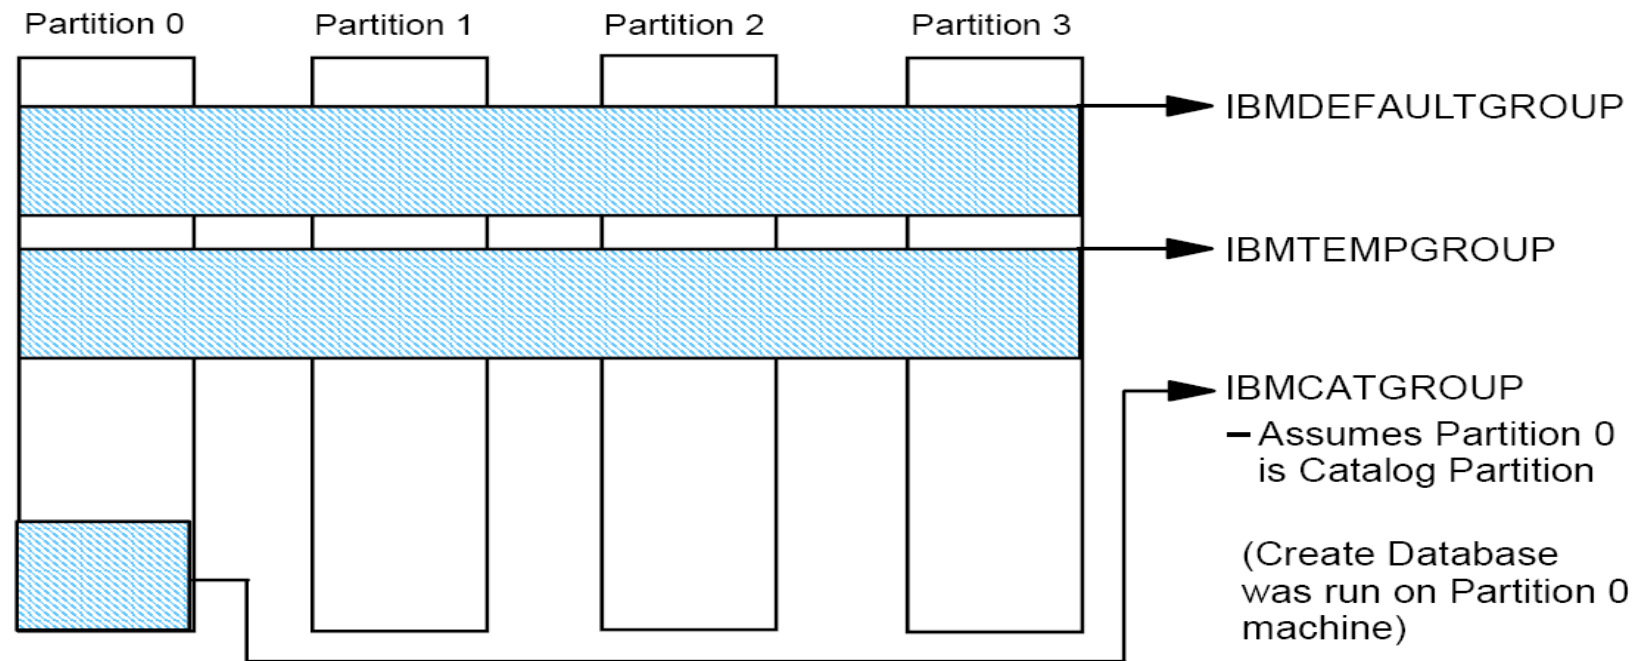 Partition 0
Partition 1
Partition 2
Partition 3
IBMDEFAULTGROUP
IBMTEMPGROUP
IBMCATGROUP
– Assumes Partition 0
is Catalog Partition
(Create Database
was run on Partition 0
machine)